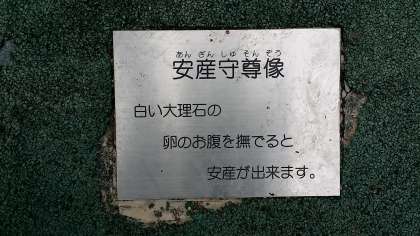 あんざんしゅそんぞう
安産守尊像
白い大理石の
卵のお腹を撫でると
安産が出来ます。